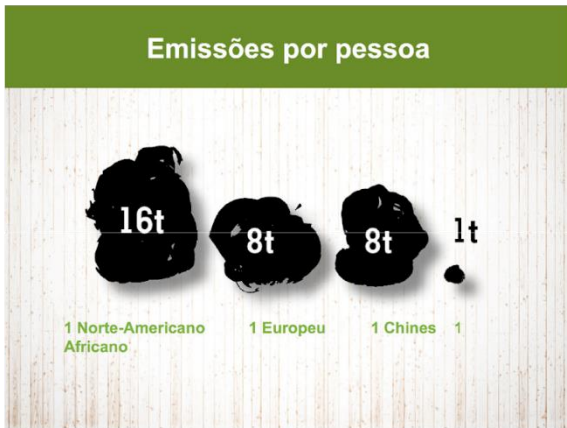 Emissões por pessoa
16t
8t
8t
1t
1 Norte-Americano 1 Europeu 1 Chines 1
Africano